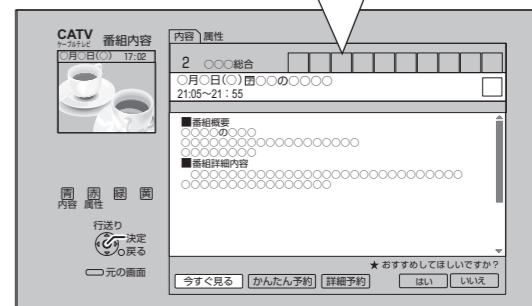 CATV
ケーブルテレビ 番組内容
○月○日(○) 17:02
内容 属性
2 ○○○総合
○月○日(○)字○○の○○○○
21:05~21:55
■番組概要
○○○○の○○○
○○○○○○○○○○○○○○○○○○○
○○○○○○○○
■番組詳細内容
○○○○○○○○○○○○○○○○○○○○○○○○○○○○○
○○○○○○○○○○○○○○○○
青 赤 緑 黄
内容 属性
行送り
決定
戻る
元の画面
★ おすすめしてほしいですか?
今すぐ見る かんたん予約 詳細予約 はい いいえ